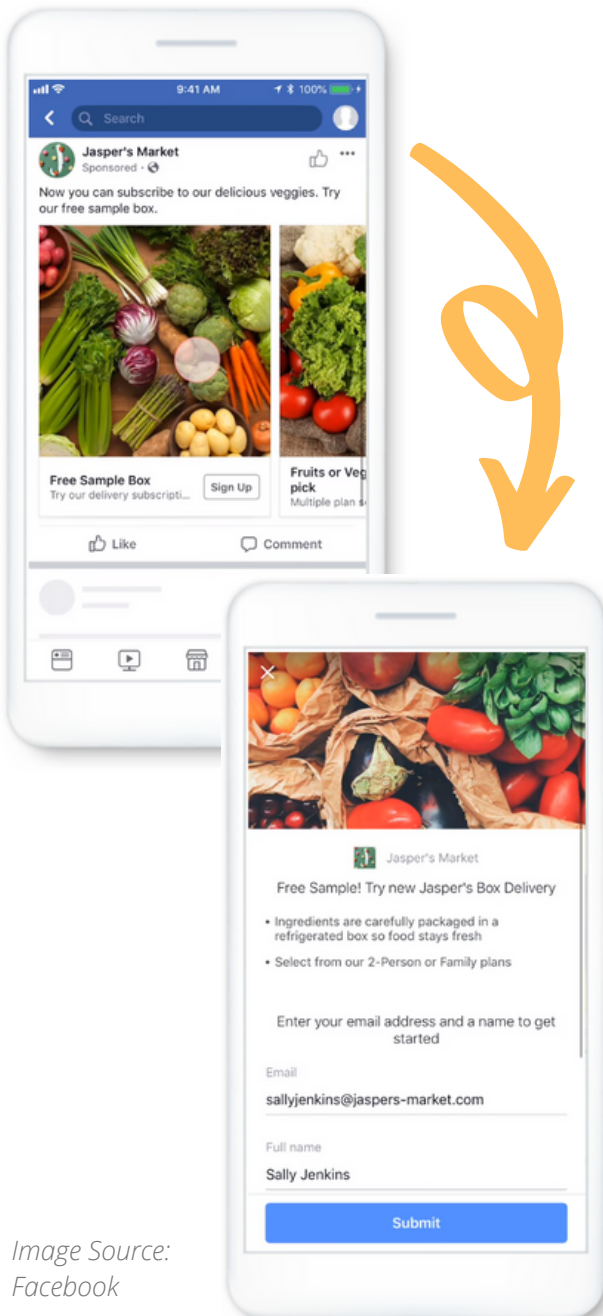 9:41 AM
100%
Search
Jasper's Market
Sponsored ·
Now you can subscribe to our delicious veggies. Try
our free sample box.
Free Sample Box
Try our delivery subscripti...
Sign Up
Fruits or Veg
pick
Multiple plan s
Like
Comment
Jasper's Market
Free Sample! Try new Jasper's Box Delivery
• Ingredients are carefully packaged in a
refrigerated box so food stays fresh
• Select from our 2-Person or Family plans
Enter your email address and a name to get
started
Email
sallyjenkins@jaspers-market.com
Full name
Sally Jenkins
Submit
Image Source:
Facebook